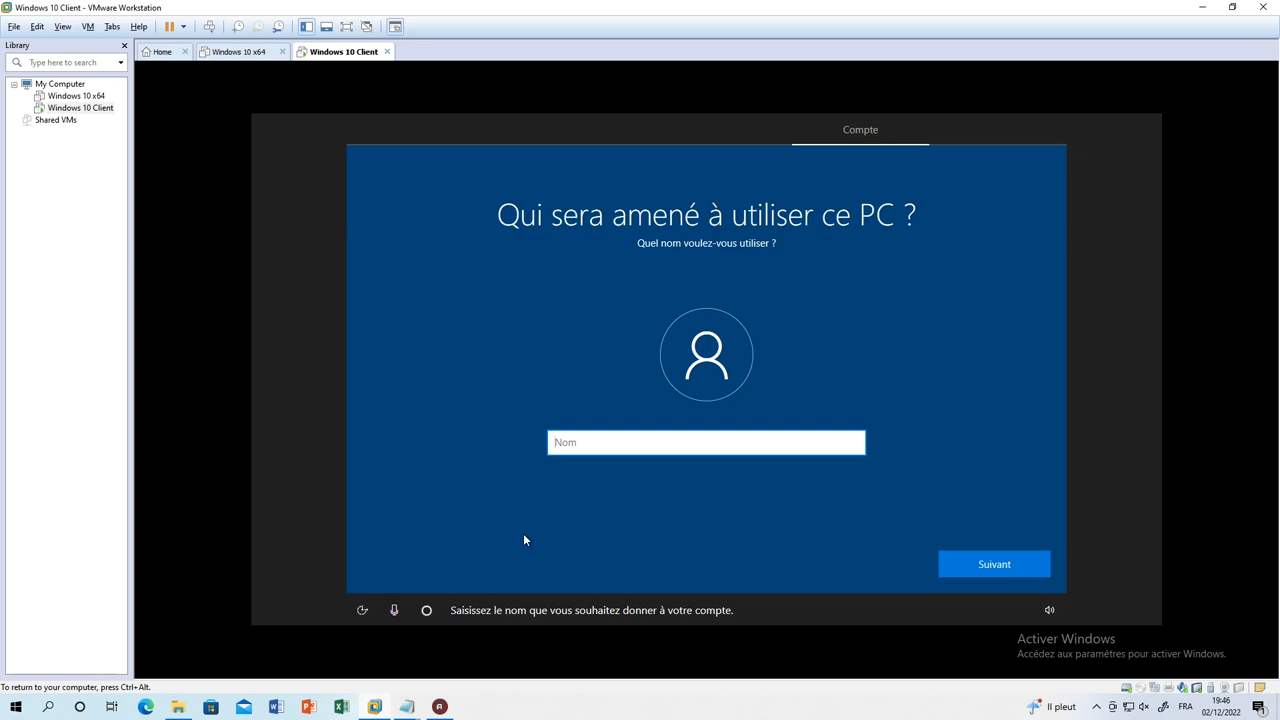 Windows 10 Client - VMware Workstation
File Edit View VM Tabs Help
Library
Home
Windows 10 x64
Windows 10 Client
Type here to search
My Computer
Windows 10 x64
Windows 10 Client
Shared VMs
Compte
Qui sera amené à utiliser ce PC ?
Quel nom voulez-vous utiliser ?
Nom
Suivant
Saisissez le nom que vous souhaitez donner à votre compte.
Activer Windows
Accédez aux paramètres pour activer Windows.
To return to your computer, press Ctrl+Alt.
Il pleut
FRA
19:46
02/12/2022